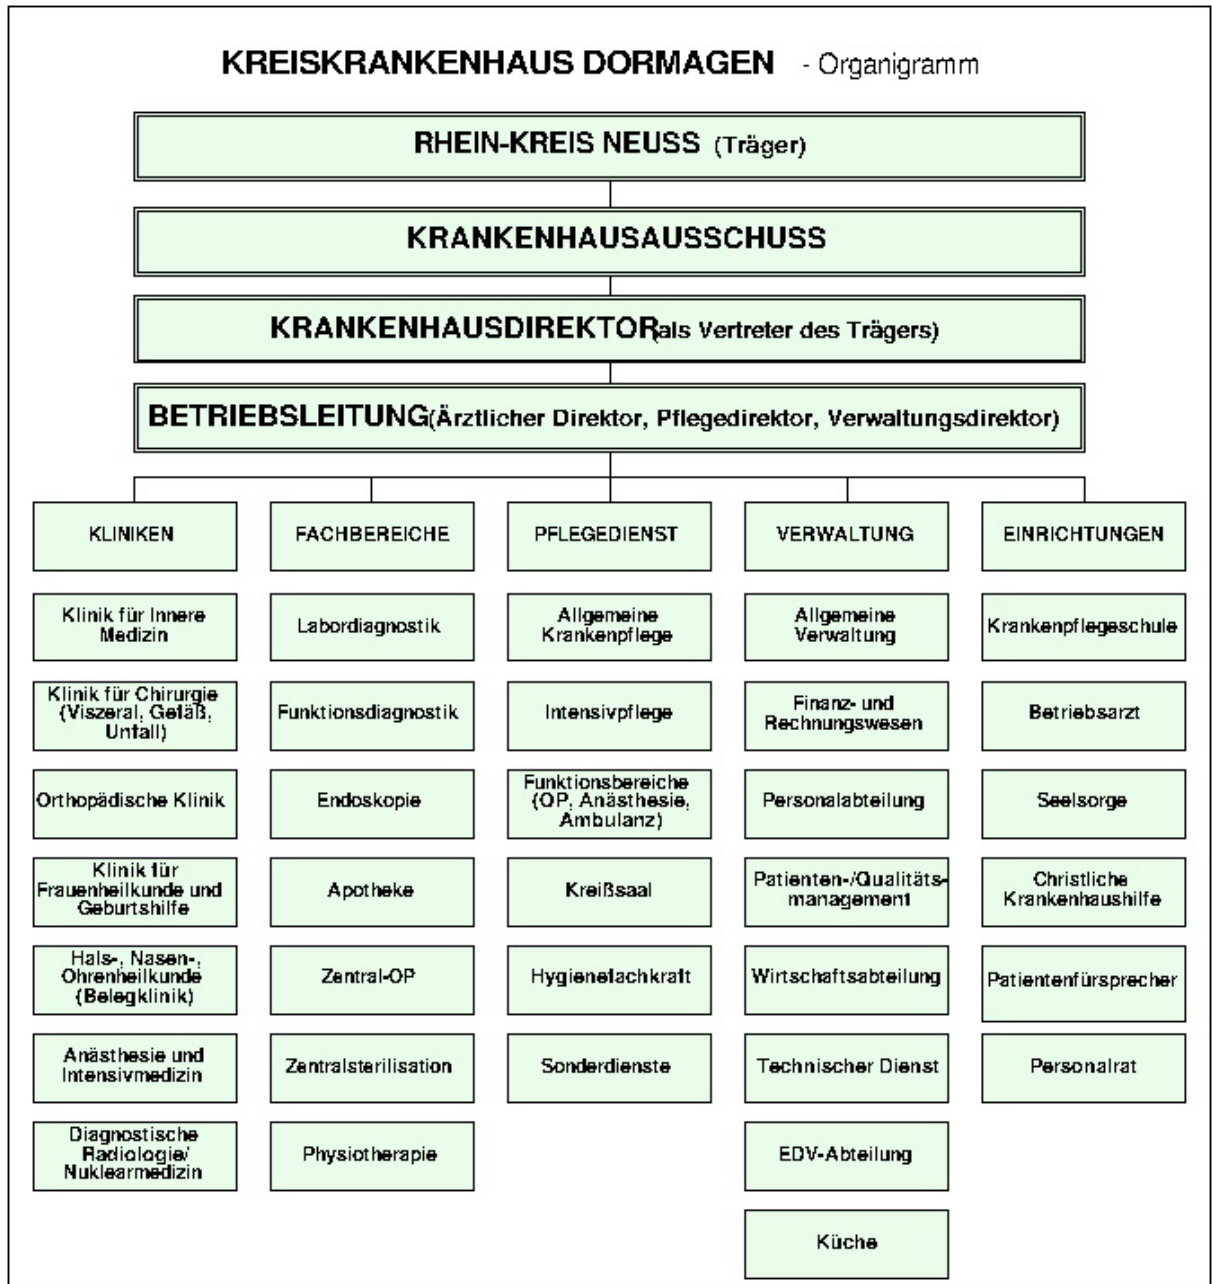 KREISKRANKENHAUS DORMAGEN - Organigramm
RHEIN-KREIS NEUSS (Träger)
KRANKENHAUSAUSSCHUSS
KRANKENHAUSDIREKTOR(als Vertreter des Trägers)
BETRIEBSLEITUNG(Ärztlicher Direktor, Pflegedirektor, Verwaltungsdirektor)
KLINIKEN
Klinik für Innere
Medizin
Klinik für Chirurgie
(Viszeral, Gefäß,
Unfall)
Orthopädische Klinik
Klinik für
Frauenheilkunde und
Geburtshilfe
Hals-, Nasen-,
Ohrenheilkunde
(Belegklinik)
Anästhesie und
Intensivmedizin
Diagnostische
Radiologie/
Nuklearmedizin
FACHBEREICHE
Labordiagnostik
Funktionsdiagnostik
Endoskopie
Apotheke
Zentral-OP
Zentralsterilisation
Physiotherapie
PFLEGEDIENST
Allgemeine
Krankenpflege
Intensivpflege
Funktionsbereiche
(OP, Anästhesie,
Ambulanz)
Kreißsaal
Hygienefachkraft
Sonderdienste
VERWALTUNG
Allgemeine
Verwaltung
Finanz- und
Rechnungswesen
Personalabteilung
Patienten-/Qualitäts-
management
Wirtschaftsabteilung
Technischer Dienst
EDV-Abteilung
Küche
EINRICHTUNGEN
Krankenpflegeschule
Betriebsarzt
Seelsorge
Christliche
Krankenhaushilfe
Patientenfürsprecher
Personalrat